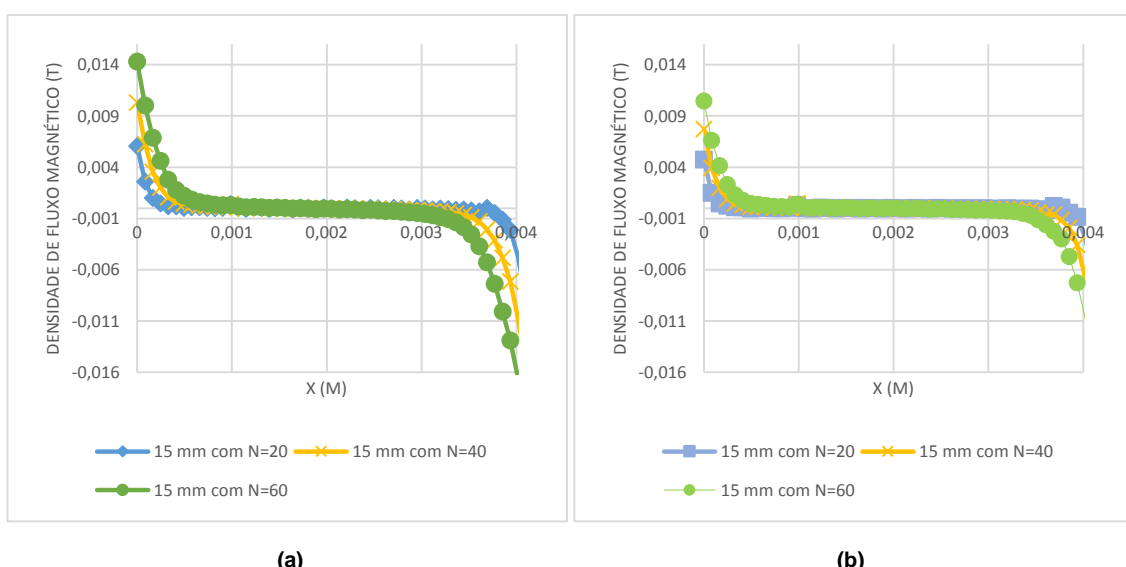 0,014
0,009
0,004
-0,001
-0,006
-0,011
-0,016
0
0,001
0,002
0,003
0,004
DENSIDADE DE FLUXO MAGNÉTICO (T)
X (M)
15 mm com N=20
15 mm com N=40
15 mm com N=60
(a)
0,014
0,009
0,004
-0,001
-0,006
-0,011
-0,016
0
0,001
0,002
0,003
0,004
DENSIDADE DE FLUXO MAGNÉTICO (T)
X (M)
15 mm com N=20
15 mm com N=40
15 mm com N=60
(b)